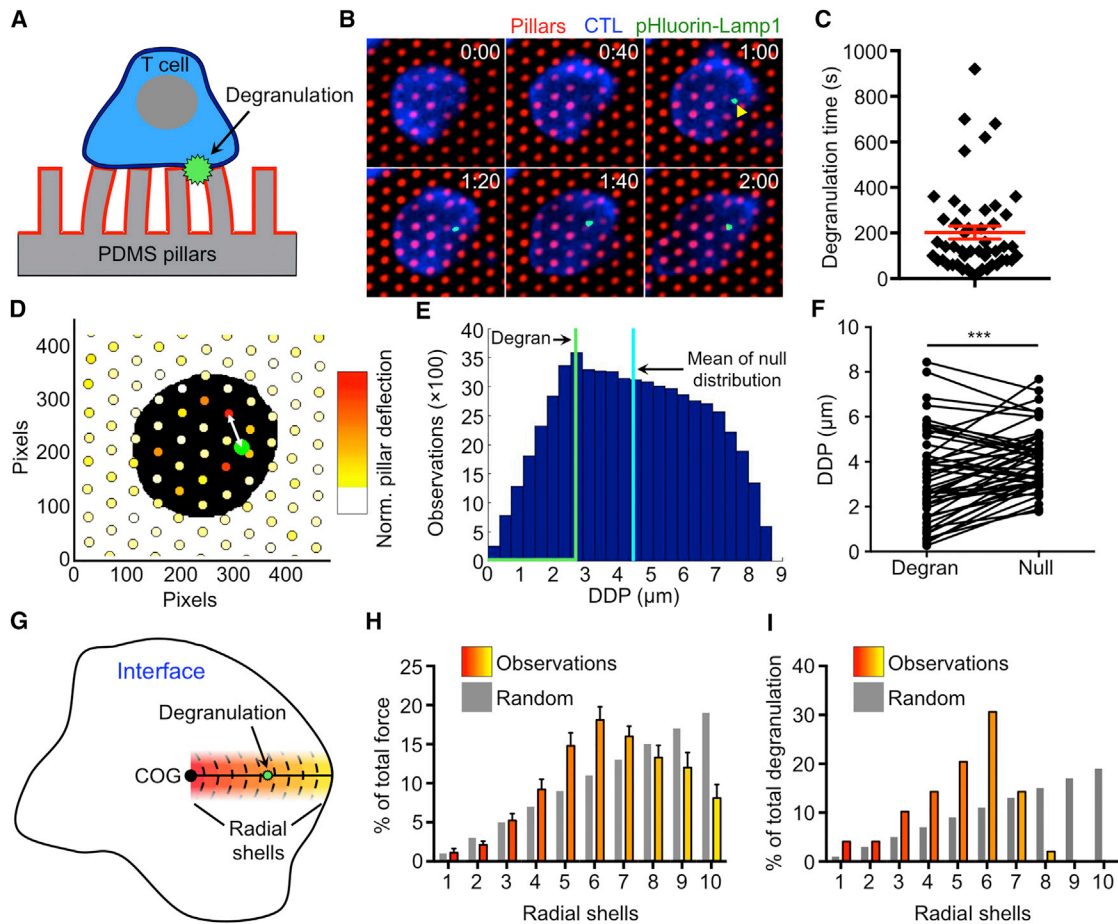 A
T cell
Degranulation
PDMS pillars
B
Pillars CTL pHluorin-Lamp1
0:00
0:40
1:00
1:20
1:40
2:00
C
Degranulation time (s)
1000
800
600
400
200
0
D
Pixels
400
300
200
100
0
0 100 200 300 400
Pixels
Norm. pillar deflection
E
Observations (×100)
40
35
30
25
20
15
10
5
0
Degran
Mean of null
distribution
0 1 2 3 4 5 6 7 8 9
DDP (µm)
F
DDP (µm)
10
8
6
4
2
0
***
Degran Null
G
Interface
Degranulation
COG
Radial
shells
H
% of total force
25
20
15
10
5
0
Observations
Random
1 2 3 4 5 6 7 8 9 10
Radial shells
I
% of total degranulation
40
30
20
10
0
Observations
Random
1 2 3 4 5 6 7 8 9 10
Radial shells